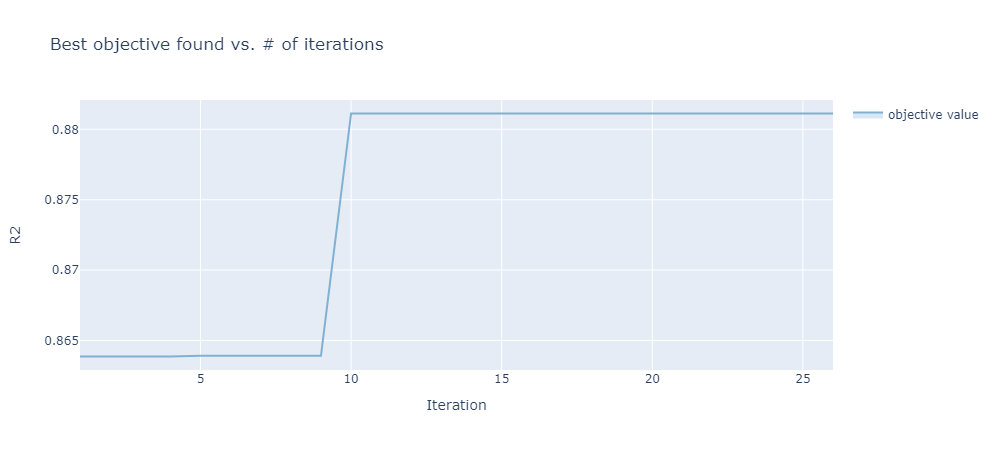 Best objective found vs. # of iterations
objective value
0.88
0.875
0.87
0.865
R2
5
10
15
20
25
Iteration